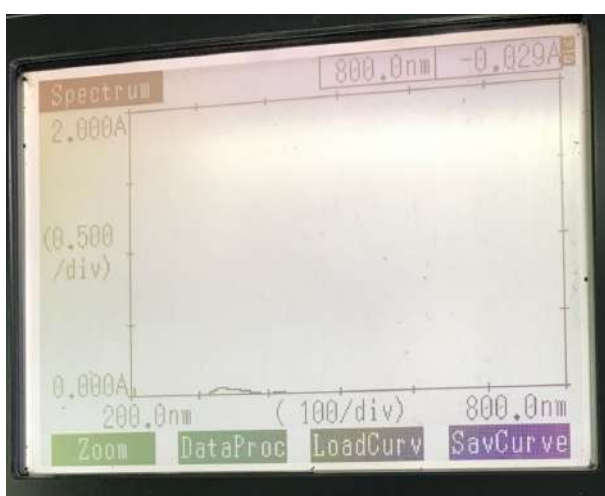 800.0nm -0.029A
Spectrum
2.000A
(0.500
/div)
0.000A
200.0nm (100/div) 800.0nm
Zoom DataProc LoadCurv SavCurve